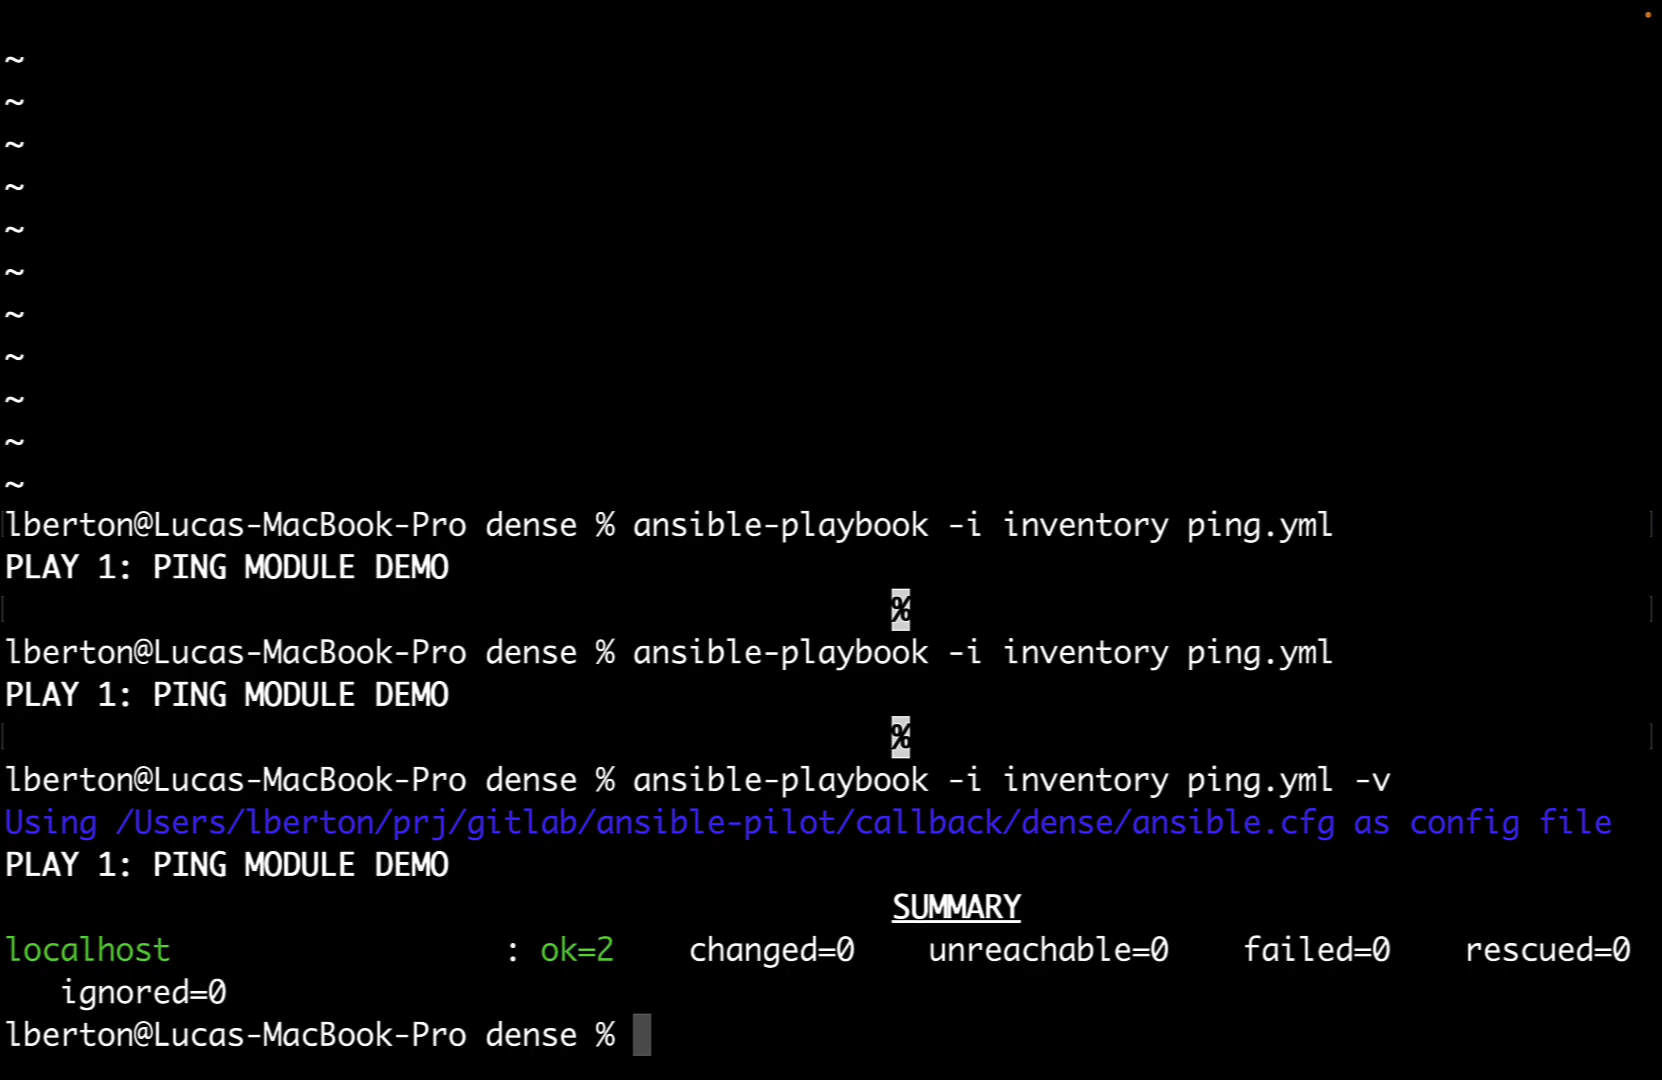 ~
~
~
~
~
~
~
~
~
~
~
lberton@Lucas-MacBook-Pro dense % ansible-playbook -i inventory ping.yml
PLAY 1: PING MODULE DEMO
%
lberton@Lucas-MacBook-Pro dense % ansible-playbook -i inventory ping.yml
PLAY 1: PING MODULE DEMO
%
lberton@Lucas-MacBook-Pro dense % ansible-playbook -i inventory ping.yml -v
Using /Users/lberton/prj/gitlab/ansible-pilot/callback/dense/ansible.cfg as config file
PLAY 1: PING MODULE DEMO
SUMMARY
localhost : ok=2 changed=0 unreachable=0 failed=0 rescued=0
ignored=0
lberton@Lucas-MacBook-Pro dense %